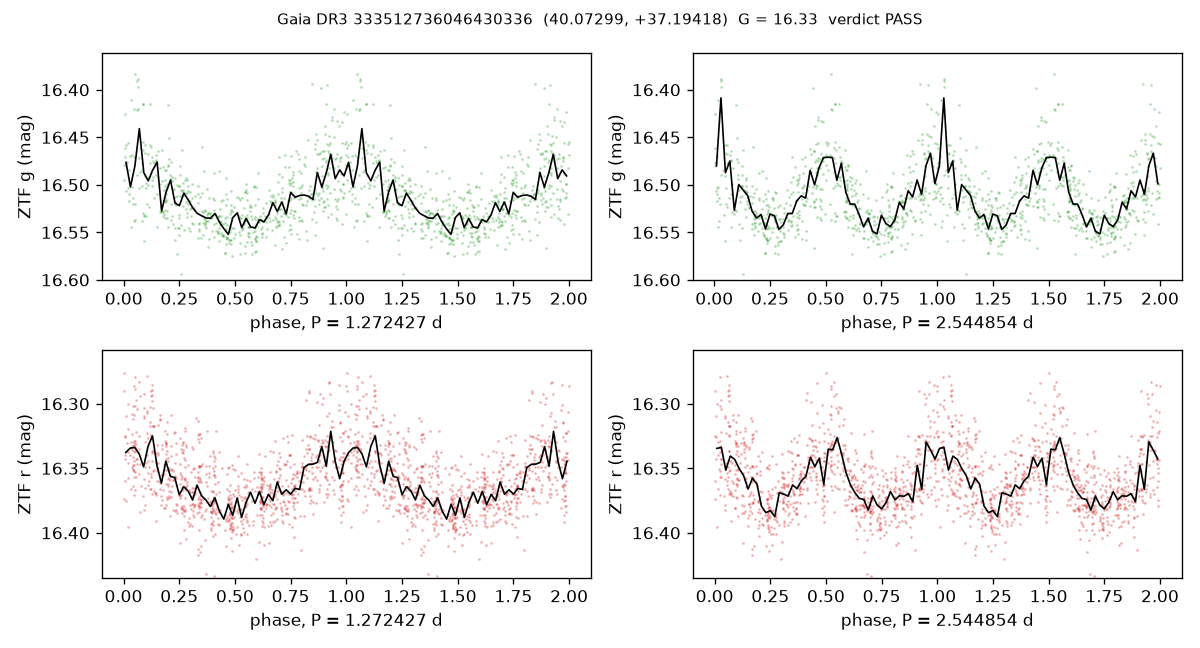 Gaia DR3 333512736046430336 (40.07299, +37.19418) G = 16.33 verdict PASS
ZTF g (mag)
16.40
16.45
16.50
16.55
16.60
0.00 0.25 0.50 0.75 1.00 1.25 1.50 1.75 2.00
phase, P = 1.272427 d
ZTF g (mag)
16.40
16.45
16.50
16.55
16.60
0.00 0.25 0.50 0.75 1.00 1.25 1.50 1.75 2.00
phase, P = 2.544854 d
ZTF r (mag)
16.30
16.35
16.40
0.00 0.25 0.50 0.75 1.00 1.25 1.50 1.75 2.00
phase, P = 1.272427 d
ZTF r (mag)
16.30
16.35
16.40
0.00 0.25 0.50 0.75 1.00 1.25 1.50 1.75 2.00
phase, P = 2.544854 d